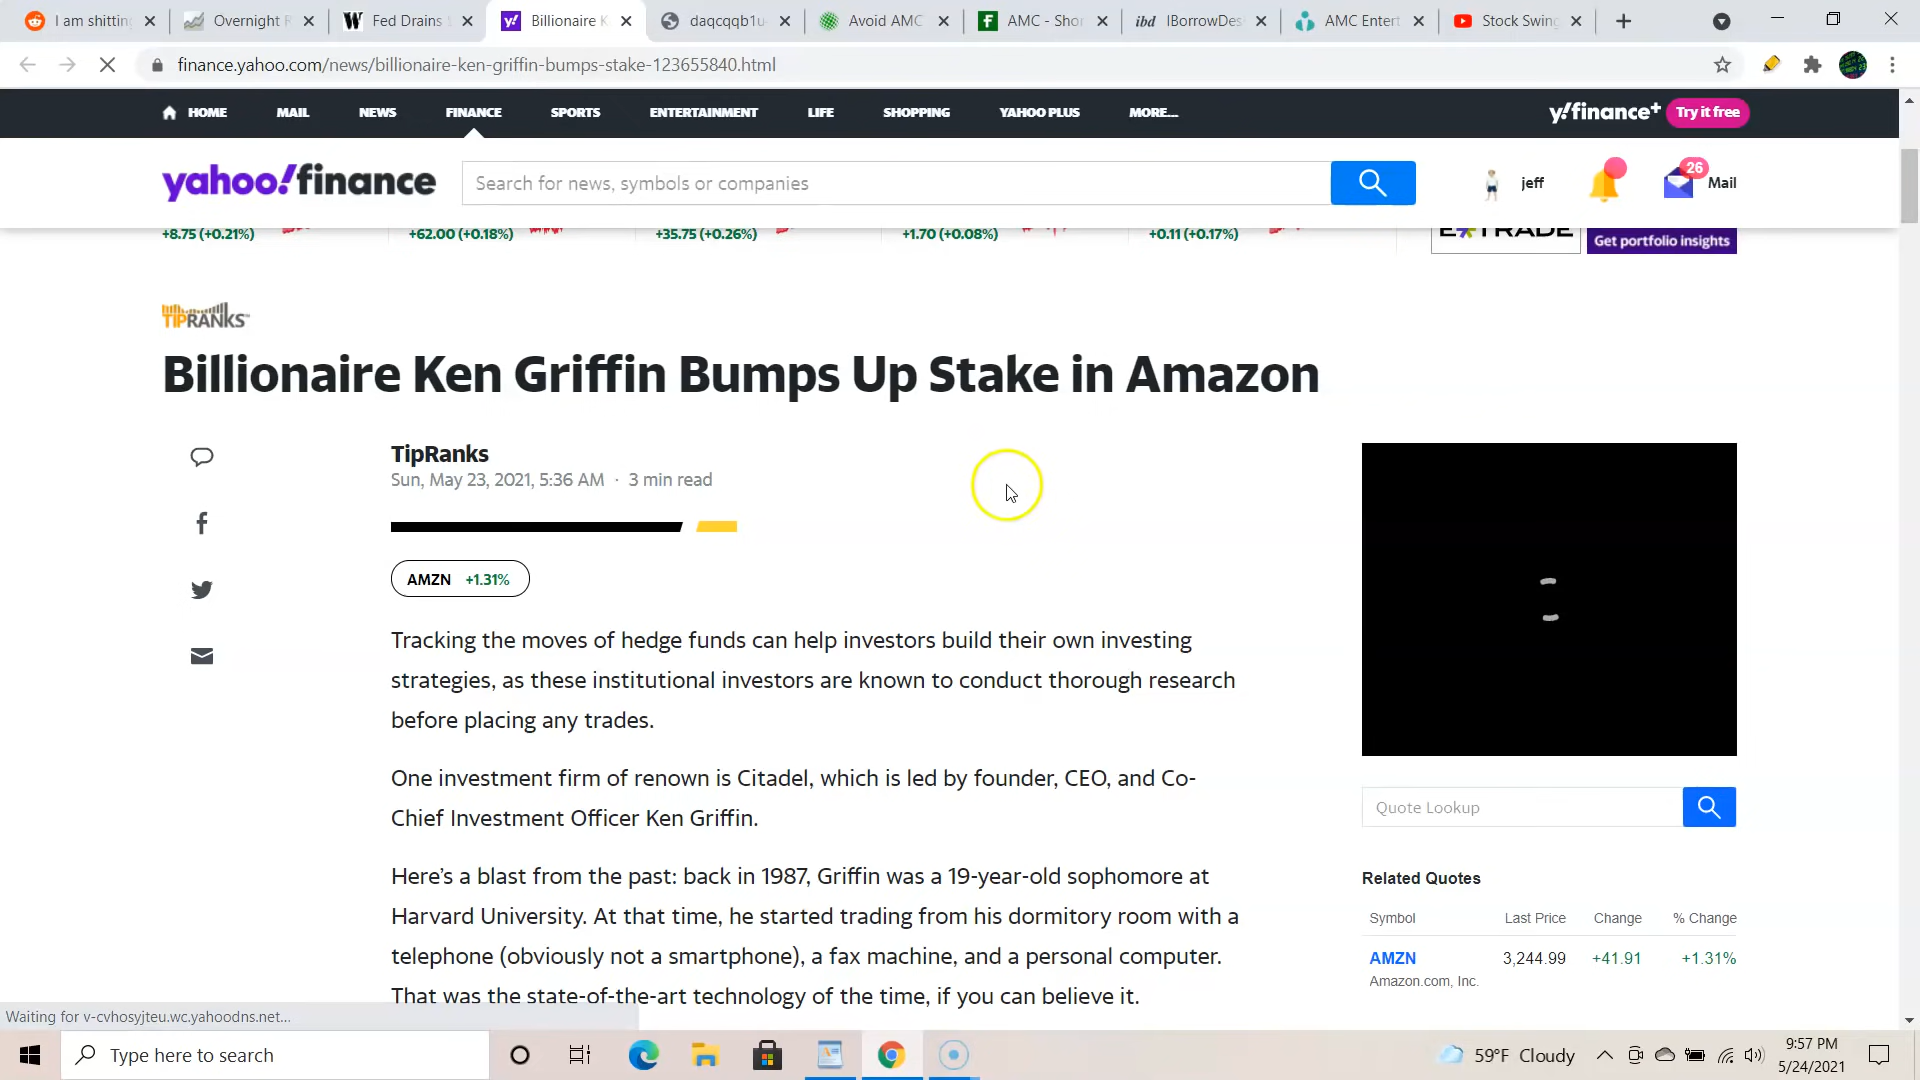 I am shittin
Overnight R
Fed Drains
Billionaire K
daqcqqb1u
Avoid AMC
AMC - Shor
ibd IBorrowDes
AMC Entert
Stock Swin
finance.yahoo.com/news/billionaire-ken-griffin-bumps-stake-123655840.html
HOME MAIL NEWS FINANCE SPORTS ENTERTAINMENT LIFE SHOPPING YAHOO PLUS MORE...
y!finance+ Try it free
yahoo!finance
Search for news, symbols or companies
jeff
26
Mail
+8.75 (+0.21%) +62.00 (+0.18%) +35.75 (+0.26%) +1.70 (+0.08%) +0.11 (+0.17%)
E*TRADE Get portfolio insights
TIPRANKS
Billionaire Ken Griffin Bumps Up Stake in Amazon
TipRanks
Sun, May 23, 2021, 5:36 AM · 3 min read
AMZN +1.31%
Tracking the moves of hedge funds can help investors build their own investing
strategies, as these institutional investors are known to conduct thorough research
before placing any trades.
One investment firm of renown is Citadel, which is led by founder, CEO, and Co-
Chief Investment Officer Ken Griffin.
Here's a blast from the past: back in 1987, Griffin was a 19-year-old sophomore at
Harvard University. At that time, he started trading from his dormitory room with a
telephone (obviously not a smartphone), a fax machine, and a personal computer.
That was the state-of-the-art technology of the time, if you can believe it.
Quote Lookup
Related Quotes
Symbol Last Price Change % Change
AMZN 3,244.99 +41.91 +1.31%
Amazon.com, Inc.
Waiting for v-cvhosyjteu.wc.yahoodns.net...
Type here to search
59°F Cloudy
9:57 PM
5/24/2021